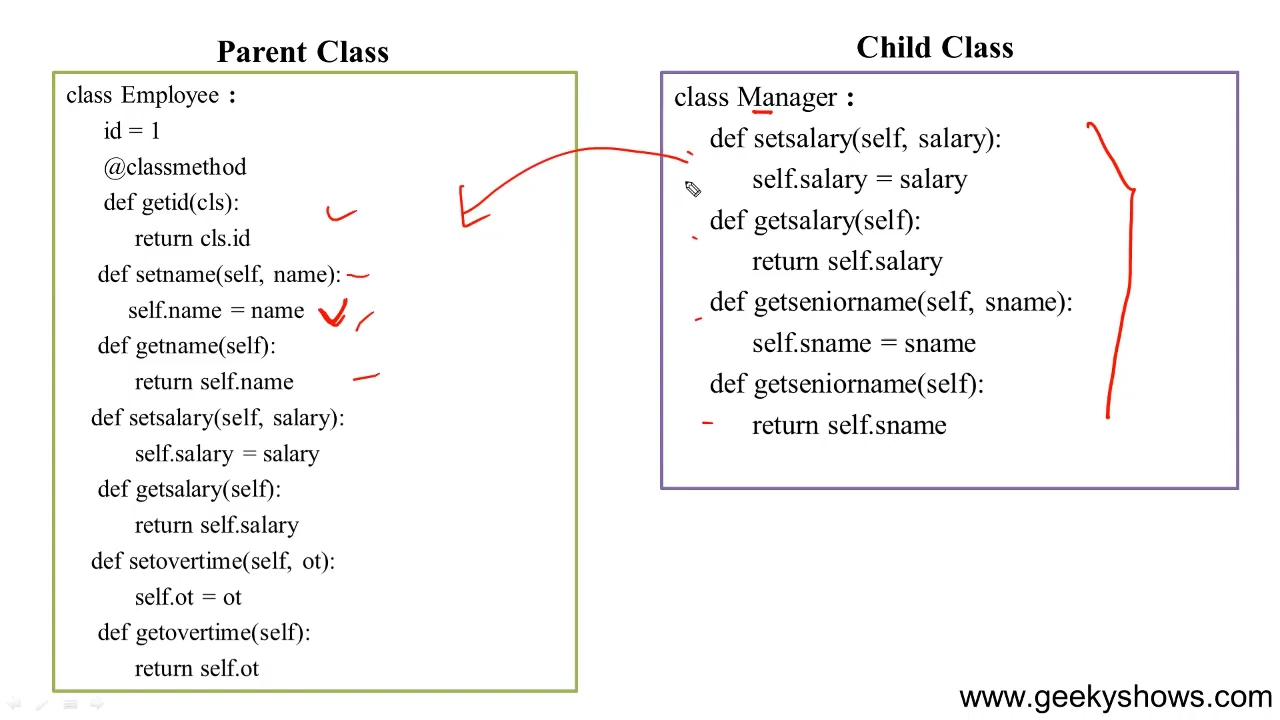 Parent Class
class Employee :
id = 1
@classmethod
def getid(cls):
return cls.id
def setname(self, name):
self.name = name
def getname(self):
return self.name
def setsalary(self, salary):
self.salary = salary
def getsalary(self):
return self.salary
def setovertime(self, ot):
self.ot = ot
def getovertime(self):
return self.ot
Child Class
class Manager :
def setsalary(self, salary):
self.salary = salary
def getsalary(self):
return self.salary
def getseniorname(self, sname):
self.sname = sname
def getseniorname(self):
return self.sname
www.geekyshows.com